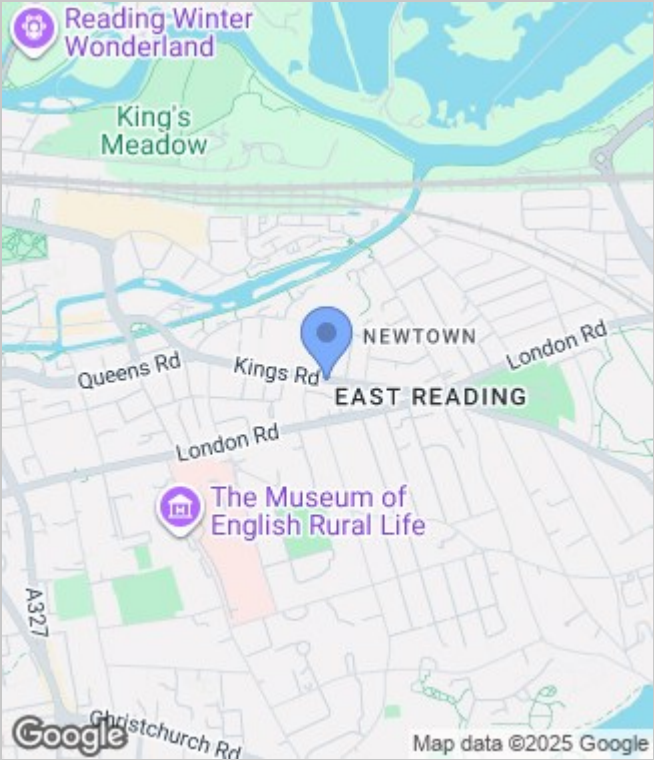 Reading Winter
Wonderland
King's
Meadow
NEWTOWN
London Rd
Queens Rd
Kings Rd
EAST READING
London Rd
The Museum of
English Rural Life
A327
Christchurch Rd
Google
Map data ©2025 Google